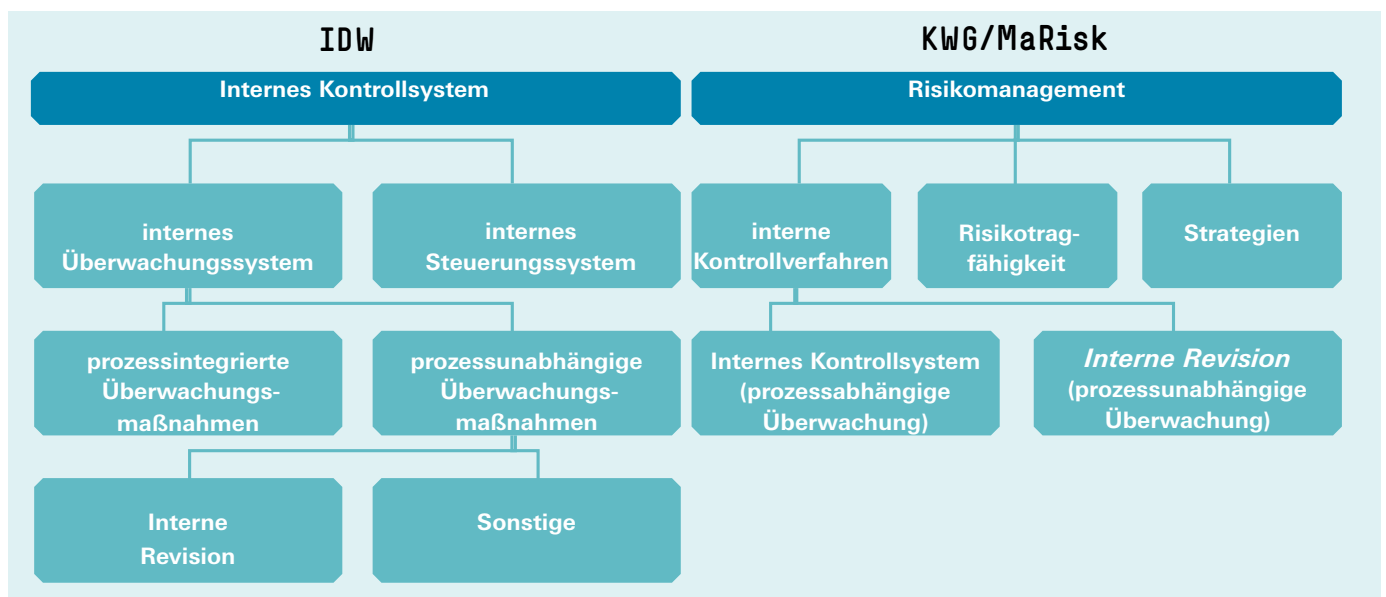 IDW
KWG/MaRisk
Internes Kontrollsystem
Risikomanagement
internes
Überwachungssystem
internes
Steuerungssystem
interne
Kontrollverfahren
Risikotrag-
fähigkeit
Strategien
prozessintegrierte
Überwachungs-
maßnahmen
prozessunabhängige
Überwachungs-
maßnahmen
Internes Kontrollsystem
(prozessabhängige
Überwachung)
Interne Revision
(prozessunabhängige
Überwachung)
Interne
Revision
Sonstige